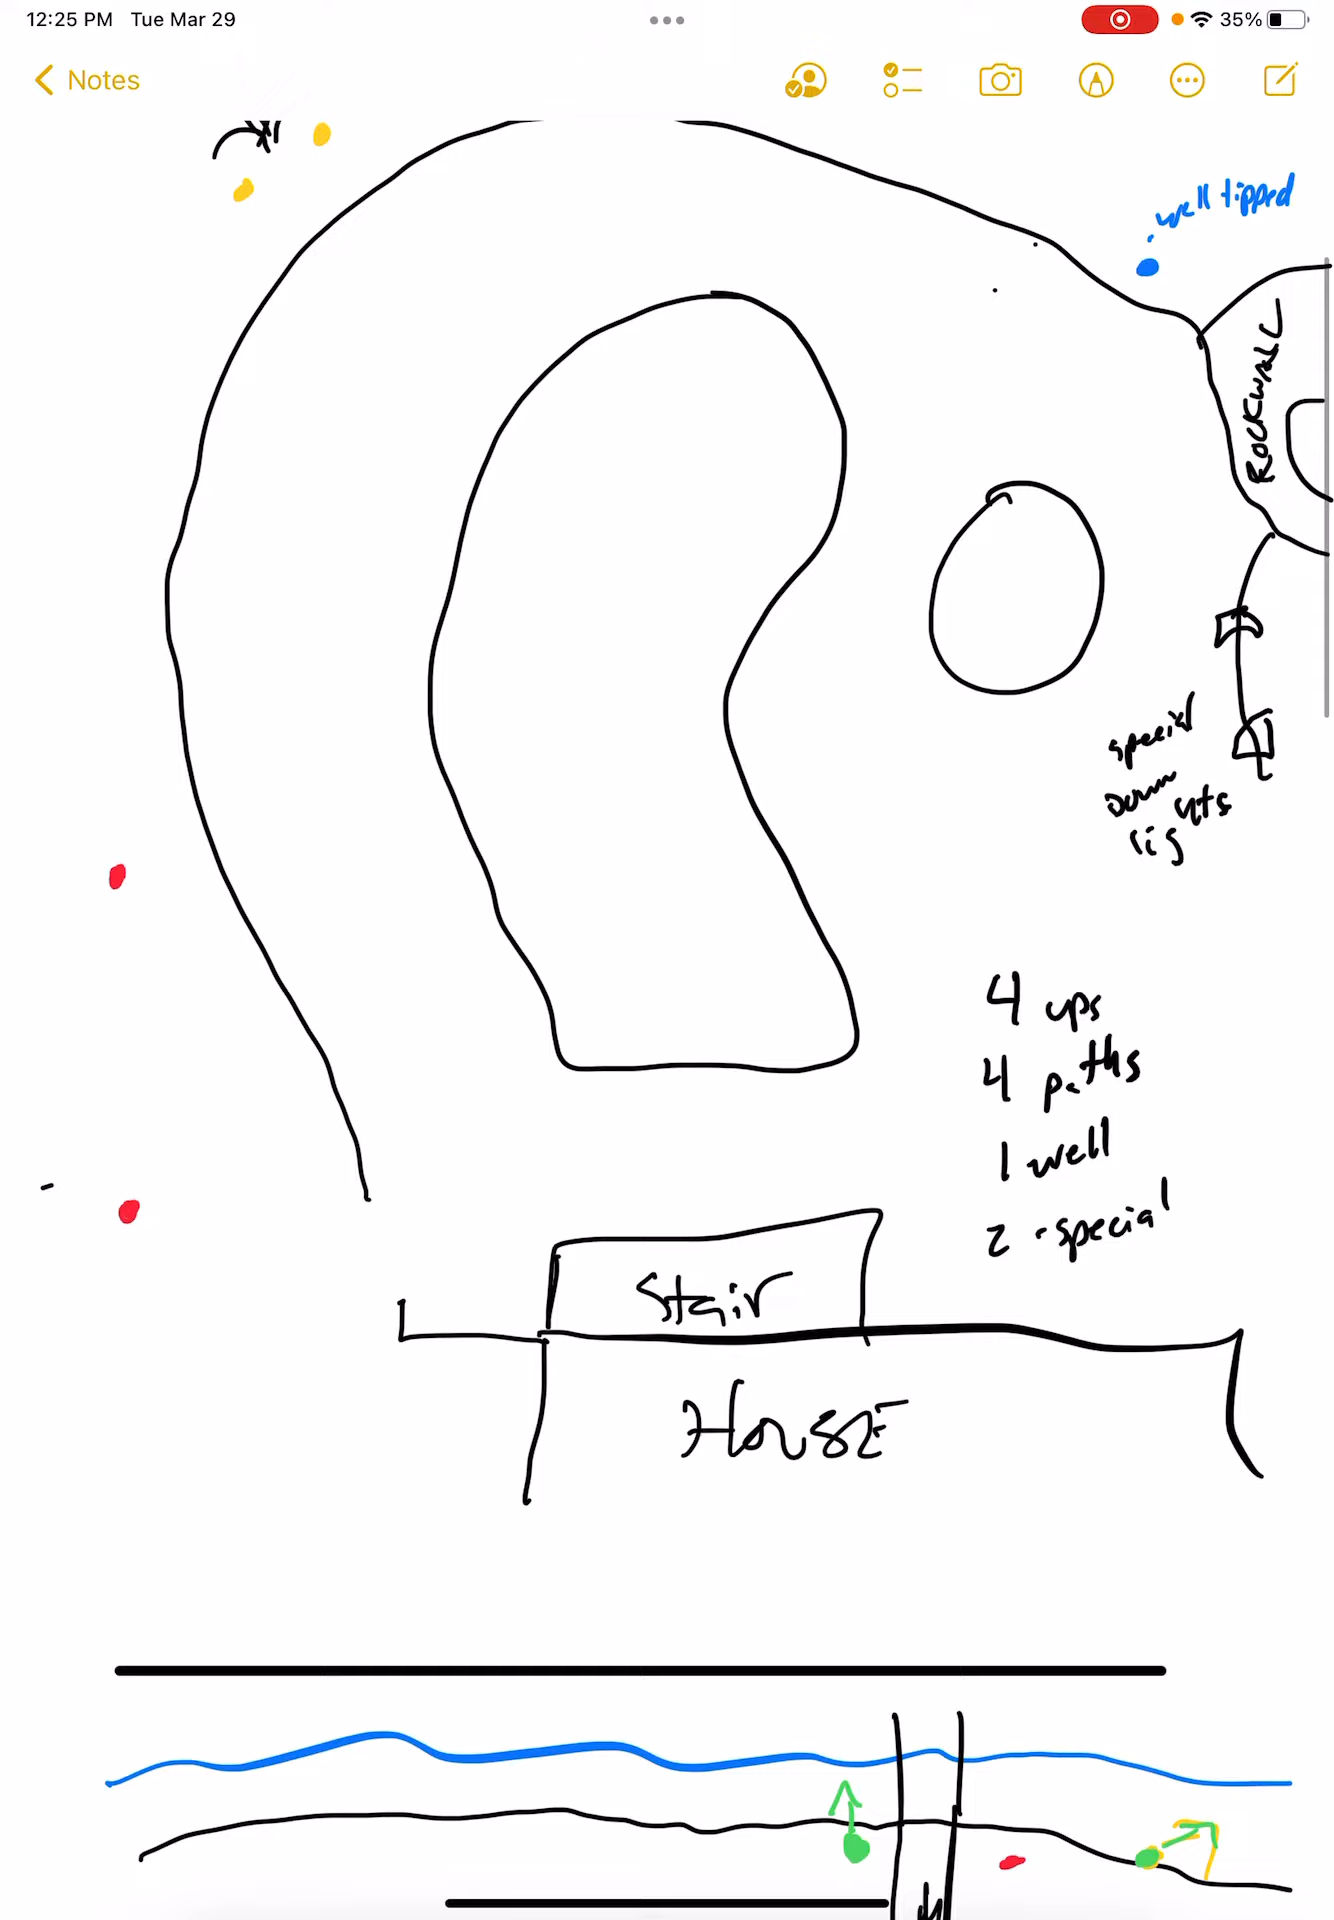 12:25 PM Tue Mar 29
35%
Notes
well tipped
ROCKWALL
special
Down
lights
4 ups
4 paths
1 well
2 - special
Stair
HOUSE